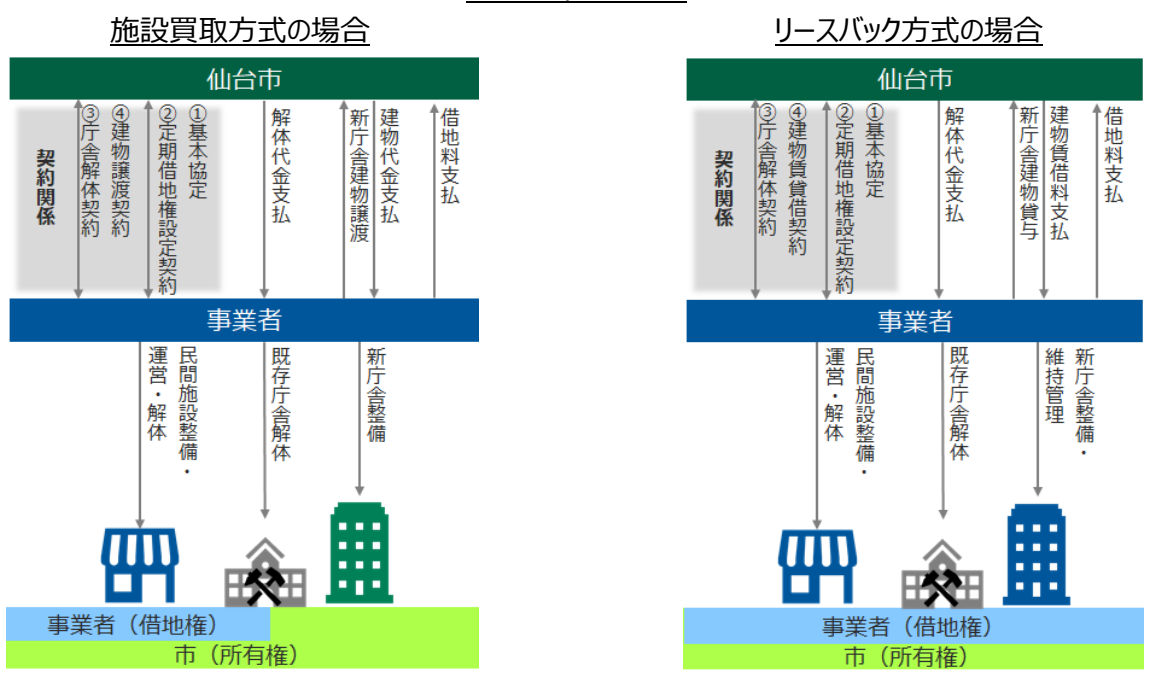 施設買取方式の場合
仙台市
契約関係
①基本協定
②定期借地権設定契約
④建物譲渡契約
③庁舎解体契約
解体代金支払
新庁舎建物譲渡
建物代金支払
借地料支払
事業者
民間施設整備・
運営・解体
既存庁舎解体
新庁舎整備
事業者（借地権）
市（所有権）
リースバック方式の場合
仙台市
契約関係
①基本協定
②定期借地権設定契約
④建物賃貸借契約
③庁舎解体契約
解体代金支払
新庁舎建物貸与
建物賃借料支払
借地料支払
事業者
民間施設整備・
運営・解体
既存庁舎解体
新庁舎整備・
維持管理
事業者（借地権）
市（所有権）